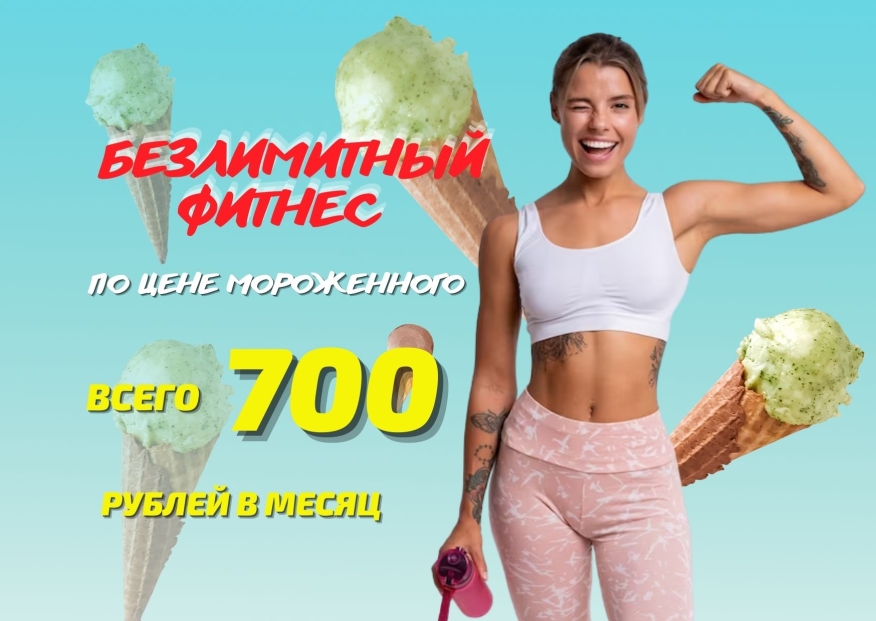 БЕЗЛИМИТНЫЙ
ФИТНЕС
ПО ЦЕНЕ МОРОЖЕННОГО
ВСЕГО 700
РУБЛЕЙ В МЕСЯЦ